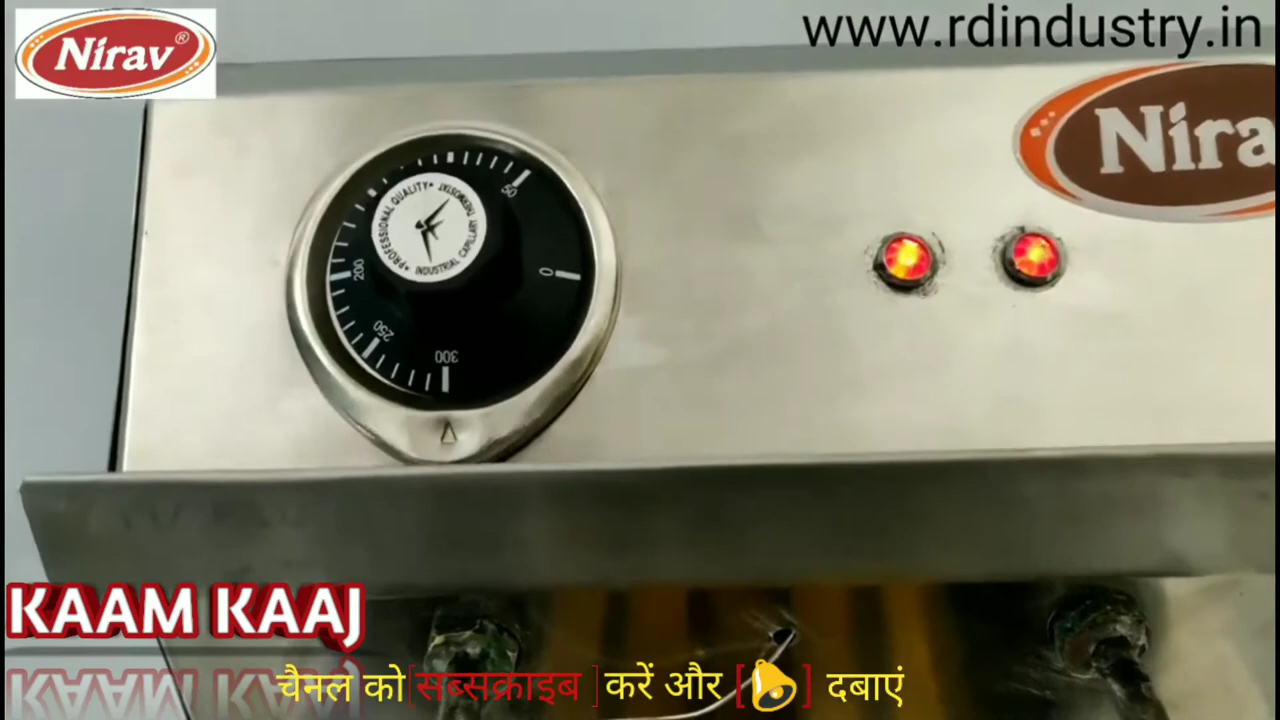 Nirav®
www.rdindustry.in
Nira
50
0
200
250
300
* PROFESSIONAL QUALITY *
INDUSTRIAL CAPILLARY THERMOSTAT
KAAM KAAJ
चैनल को [सब्सक्राइब ] करें और [🔔] दबाएं